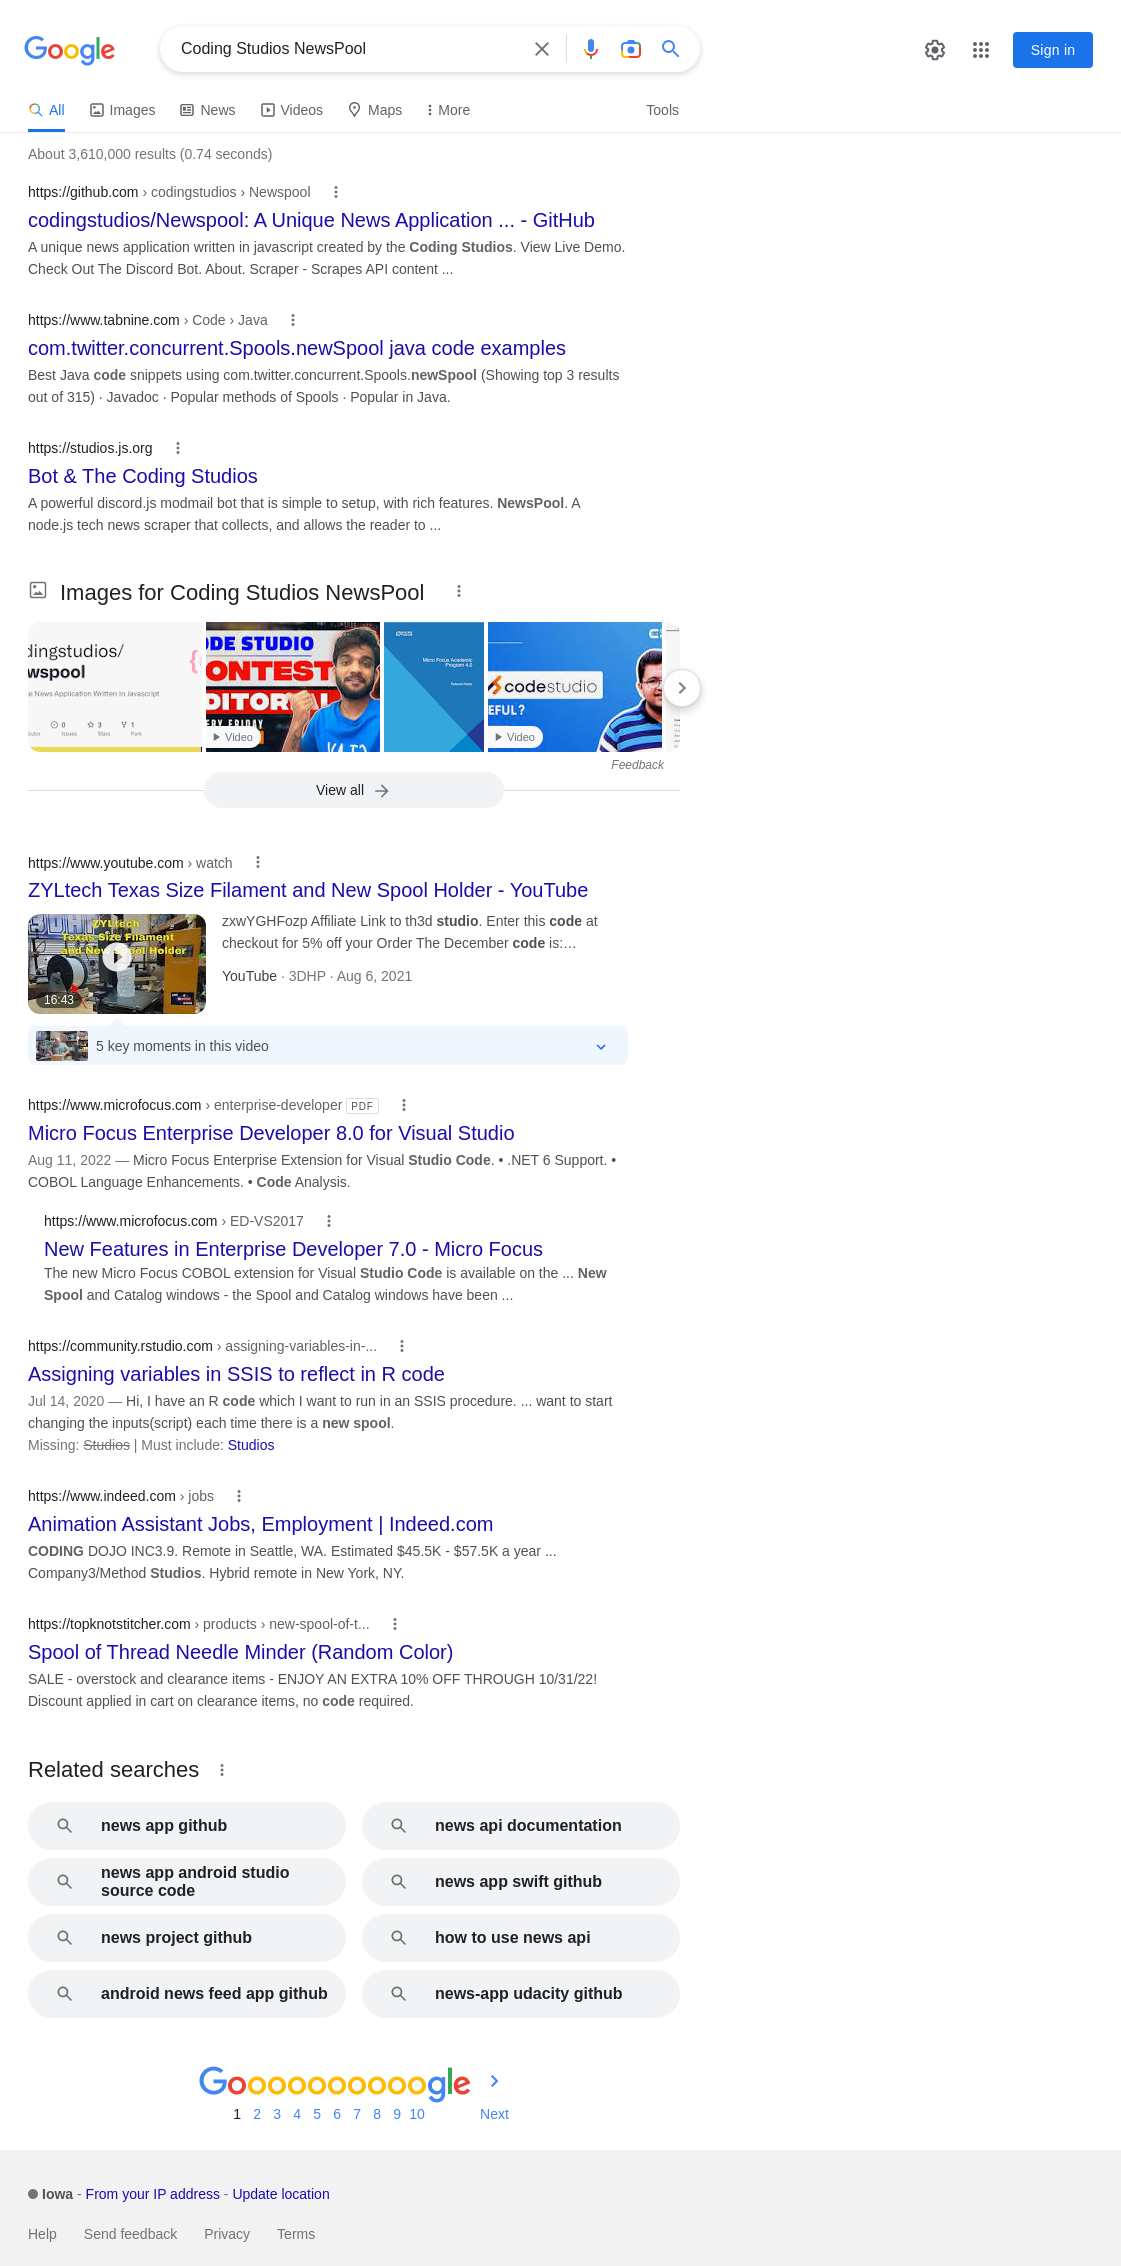 Google
Coding Studios NewsPool
Sign in
All
Images
News
Videos
Maps
More
Tools
About 3,610,000 results (0.74 seconds)
https://github.com › codingstudios › Newspool
codingstudios/Newspool: A Unique News Application ... - GitHub
A unique news application written in javascript created by the Coding Studios. View Live Demo.
Check Out The Discord Bot. About. Scraper - Scrapes API content ...
https://www.tabnine.com › Code › Java
com.twitter.concurrent.Spools.newSpool java code examples
Best Java code snippets using com.twitter.concurrent.Spools.newSpool (Showing top 3 results
out of 315) · Javadoc · Popular methods of Spools · Popular in Java.
https://studios.js.org
Bot & The Coding Studios
A powerful discord.js modmail bot that is simple to setup, with rich features. NewsPool. A
node.js tech news scraper that collects, and allows the reader to ...
Images for Coding Studios NewsPool
dingstudios/
wspool
e News Application Written In Javascript
0 3 1
butor Issues Stars Fork
ODE STUDIO
ONTEST
DITORIAL
ERY FRIDAY
Video
Micro Focus Academic
Program 4.0
Release Notes
codestudio
EFUL?
Video
Feedback
View all
https://www.youtube.com › watch
ZYLtech Texas Size Filament and New Spool Holder - YouTube
ZYLtech
Texas Size Filament
and New Spool Holder
16:43
zxwYGHFozp Affiliate Link to th3d studio. Enter this code at
checkout for 5% off your Order The December code is:…
YouTube · 3DHP · Aug 6, 2021
5 key moments in this video
https://www.microfocus.com › enterprise-developer PDF
Micro Focus Enterprise Developer 8.0 for Visual Studio
Aug 11, 2022 — Micro Focus Enterprise Extension for Visual Studio Code. • .NET 6 Support. •
COBOL Language Enhancements. • Code Analysis.
https://www.microfocus.com › ED-VS2017
New Features in Enterprise Developer 7.0 - Micro Focus
The new Micro Focus COBOL extension for Visual Studio Code is available on the ... New
Spool and Catalog windows - the Spool and Catalog windows have been ...
https://community.rstudio.com › assigning-variables-in-...
Assigning variables in SSIS to reflect in R code
Jul 14, 2020 — Hi, I have an R code which I want to run in an SSIS procedure. ... want to start
changing the inputs(script) each time there is a new spool.
Missing: Studios | Must include: Studios
https://www.indeed.com › jobs
Animation Assistant Jobs, Employment | Indeed.com
CODING DOJO INC3.9. Remote in Seattle, WA. Estimated $45.5K - $57.5K a year ...
Company3/Method Studios. Hybrid remote in New York, NY.
https://topknotstitcher.com › products › new-spool-of-t...
Spool of Thread Needle Minder (Random Color)
SALE - overstock and clearance items - ENJOY AN EXTRA 10% OFF THROUGH 10/31/22!
Discount applied in cart on clearance items, no code required.
Related searches
news app github
news api documentation
news app android studio
source code
news app swift github
news project github
how to use news api
android news feed app github
news-app udacity github
Goooooooooogle
1 2 3 4 5 6 7 8 9 10 Next
Iowa - From your IP address - Update location
Help Send feedback Privacy Terms